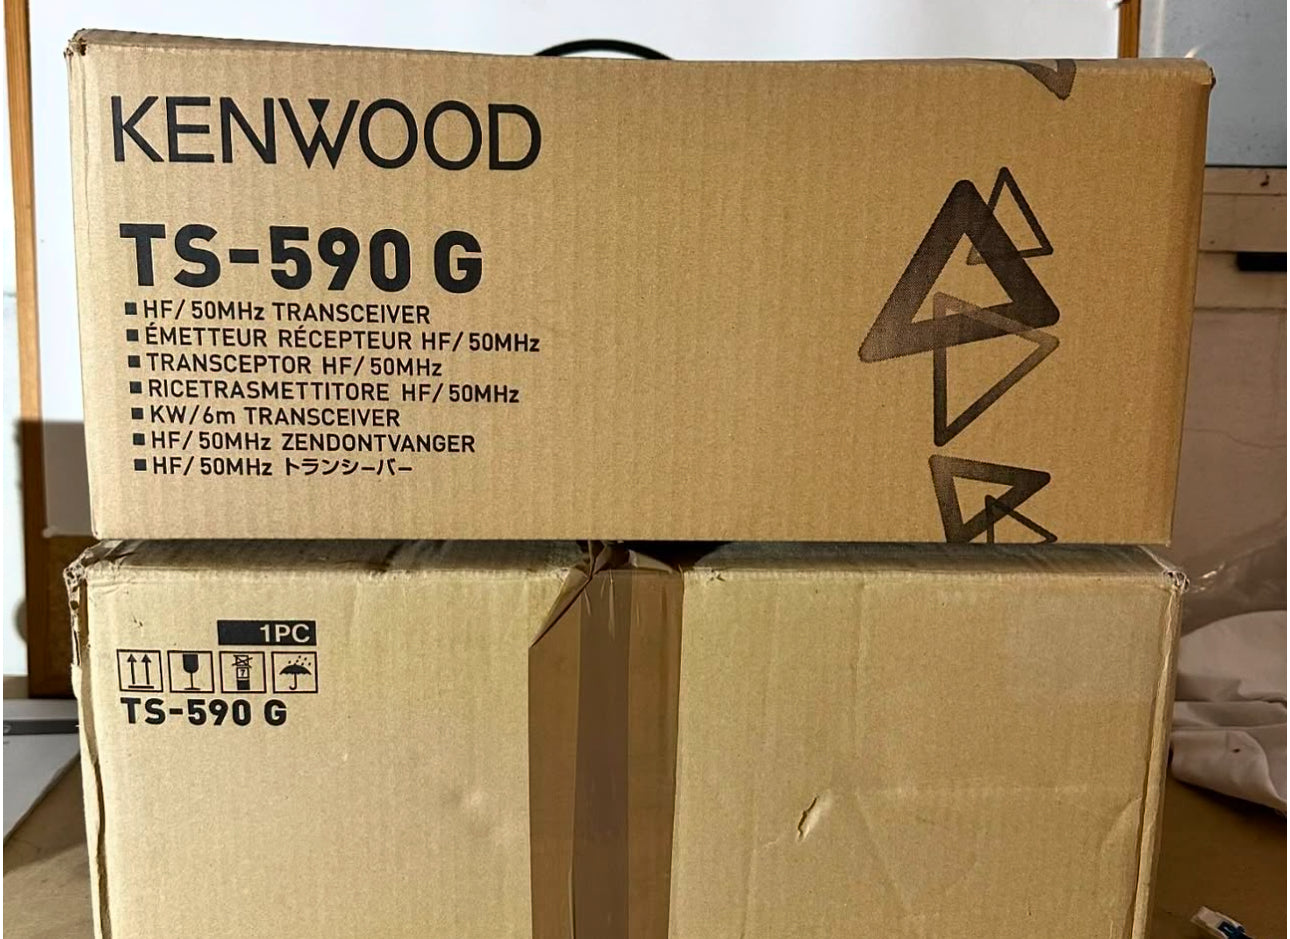 KENWOOD
TS-590 G
■ HF/50MHz TRANSCEIVER
■ ÉMETTEUR RÉCEPTEUR HF/50MHz
■ TRANSCEPTOR HF/50MHz
■ RICETRASMETTITORE HF/50MHz
■ KW/6m TRANSCEIVER
■ HF/50MHz ZENDONTVANGER
■ HF/50MHz トランシーバー
1PC
7
TS-590 G